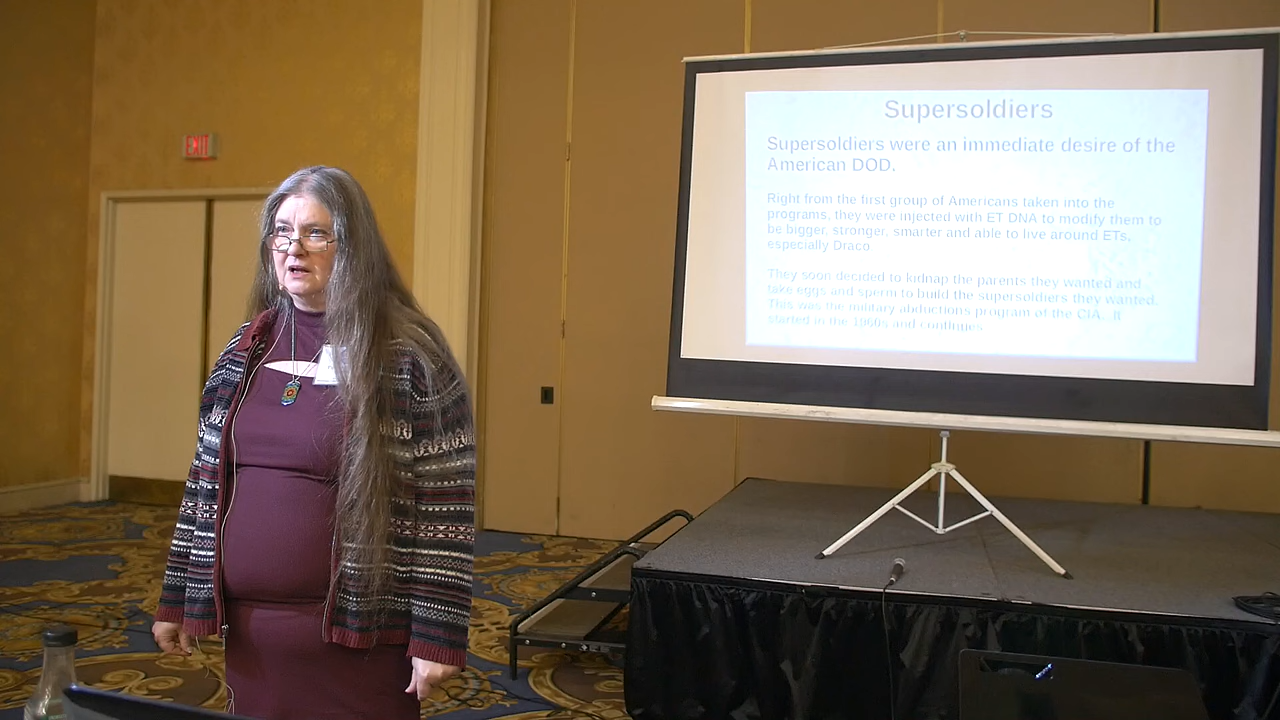 EXIT
Supersoldiers
Supersoldiers were an immediate desire of the
American DOD.
Right from the first group of Americans taken into the
programs, they were injected with ET DNA to modify them to
be bigger, stronger, smarter and able to live around ETs,
especially Draco
They soon decided to kidnap the parents they wanted and
take eggs and sperm to build the supersoldiers they wanted.
This was the military abductions program of the CIA. It
started in the 1960s and continues